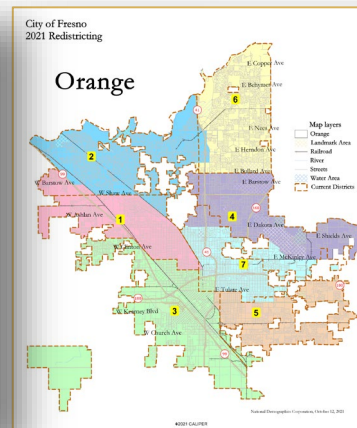 City of Fresno
2021 Redistricting
Orange
E Copper Ave
E Behymer Ave
6
E Nees Ave
E Herndon Ave
Map layers
Orange
Landmark Area
Railroad
River
Streets
Water Area
Current Districts
2
E Bullard Ave
E Barstow Ave
W Barstow Ave
W Shaw Ave
W Ashlan Ave
1
4
E Dakota Ave
E Shields Ave
7
E McKinley Ave
W Clinton Ave
E Tulare Ave
3
5
W Kearney Blvd
W Church Ave
National Demographics Corporation, October 12, 2021
©2021 CALIPER